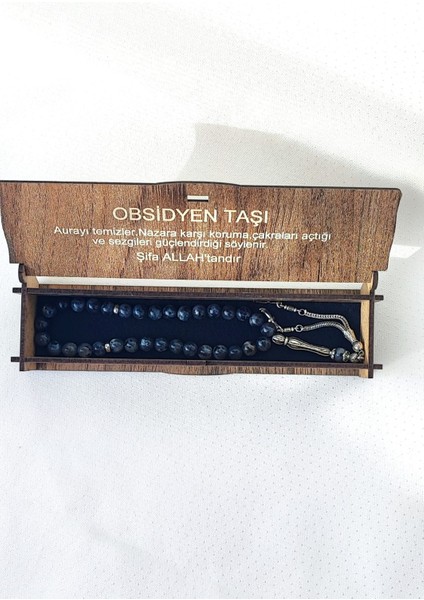 OBSİDYEN TAŞI
Aurayı temizler,Nazara karşı koruma,çakraları açtığı
ve sezgileri güçlendirdiği söylenir.
Şifa ALLAH'tandır